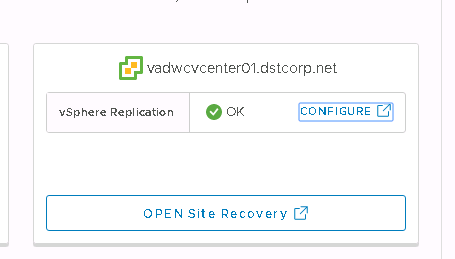 vadwcvcenter01.dstcorp.net
vSphere Replication OK CONFIGURE
OPEN Site Recovery